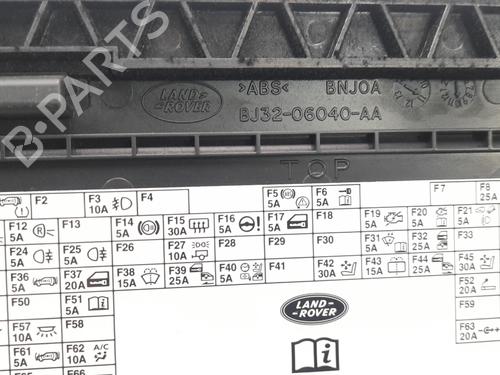 LAND-
-ROVER
>ABS<
BNJOA
BJ32-06040-AA
B-PARTS
TOP
F2
F3
10A
F4
F5
5A
F6
5A
F7
F8
25A
F12
5A
F13
F14
5A
F15
30A
F16
5A
F17
5A
F18
F19
5A
F20
5A
F21
5A
F24
5A
F25
5A
F26
F27
10A
F28
F29
F30
F31
5A
F32
25A
F33
F36
5A
F37
20A
F38
15A
F39
25A
F40
5A
F41
F42
30A
F43
15A
F44
25A
F45
30A
F50
F51
5A
F52
20A
F57
10A
F58
F59
F61
5A
F62
10A
A/C
F63
20A
F66
LAND-
-ROVER